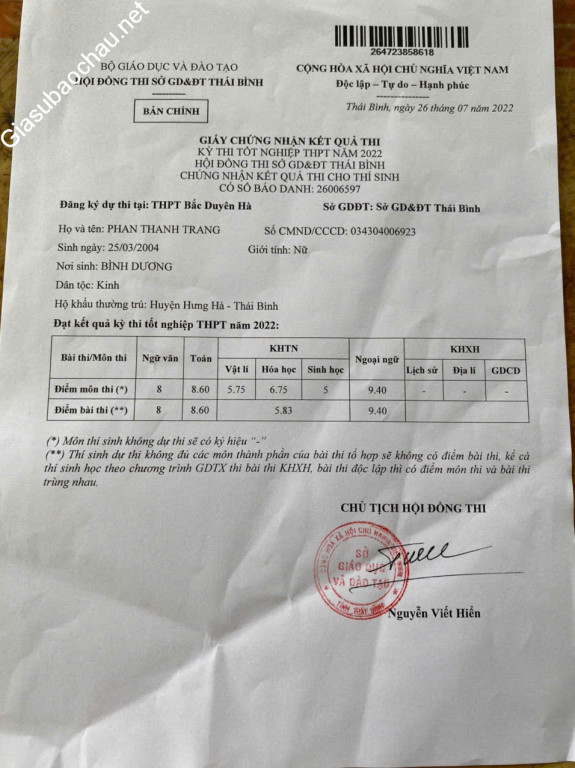 Giasubaochau.net
264723858618
BỘ GIÁO DỤC VÀ ĐÀO TẠO
HỘI ĐỒNG THI SỞ GD&ĐT THÁI BÌNH
BẢN CHÍNH
CỘNG HÒA XÃ HỘI CHỦ NGHĨA VIỆT NAM
Độc lập – Tự do – Hạnh phúc
Thái Bình, ngày 26 tháng 07 năm 2022
GIẤY CHỨNG NHẬN KẾT QUẢ THI
KỲ THI TỐT NGHIỆP THPT NĂM 2022
HỘI ĐỒNG THI SỞ GD&ĐT THÁI BÌNH
CHỨNG NHẬN KẾT QUẢ THI CHO THÍ SINH
CÓ SỐ BÁO DANH: 26006597
Đăng ký dự thi tại: THPT Bắc Duyên Hà Sở GDĐT: Sở GD&ĐT Thái Bình
Họ và tên: PHAN THANH TRANG Số CMND/CCCD: 034304006923
Sinh ngày: 25/03/2004 Giới tính: Nữ
Nơi sinh: BÌNH DƯƠNG
Dân tộc: Kinh
Hộ khẩu thường trú: Huyện Hưng Hà - Thái Bình
Đạt kết quả kỳ thi tốt nghiệp THPT năm 2022:
Bài thi/Môn thi Ngữ văn Toán KHTN Ngoại ngữ KHXH
Vật lí Hóa học Sinh học Lịch sử Địa lí GDCD
Điểm môn thi (*) 8 8.60 5.75 6.75 5 9.40 - - -
Điểm bài thi (**) 8 8.60 5.83 9.40
(*) Môn thí sinh không dự thi sẽ có ký hiệu "-"
(**) Thí sinh dự thi không đủ các môn thành phần của bài thi tổ hợp sẽ không có điểm bài thi, kể cả
thí sinh học theo chương trình GDTX thi bài thi KHXH, bài thi độc lập thì có điểm môn thi và bài thi
trùng nhau.
CHỦ TỊCH HỘI ĐỒNG THI
SỞ
GIÁO DỤC
VÀ ĐÀO TẠO
TỈNH THÁI BÌNH
Nguyễn Viết Hiển